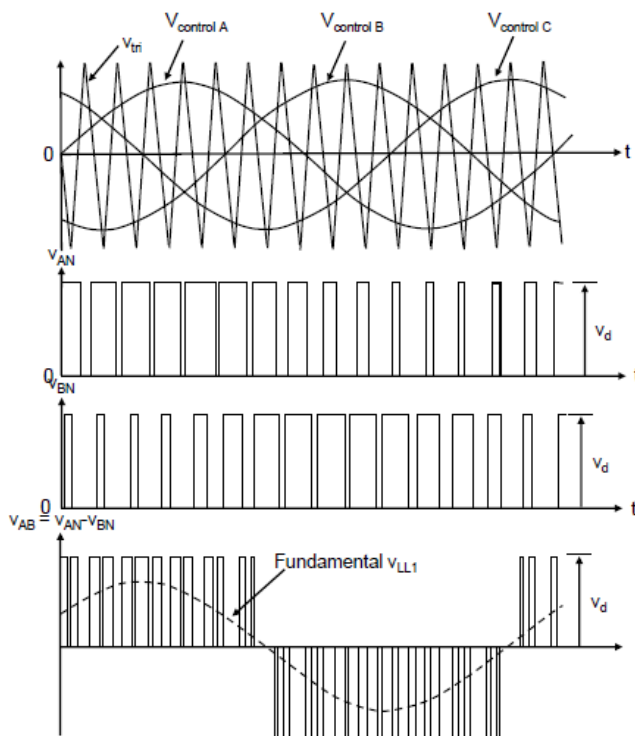 v_tri V_control A V_control B V_control C
0 t
v_AN
v_d
0 t
v_BN
v_d
0 t
v_AB = v_AN-v_BN
Fundamental v_LL1
v_d